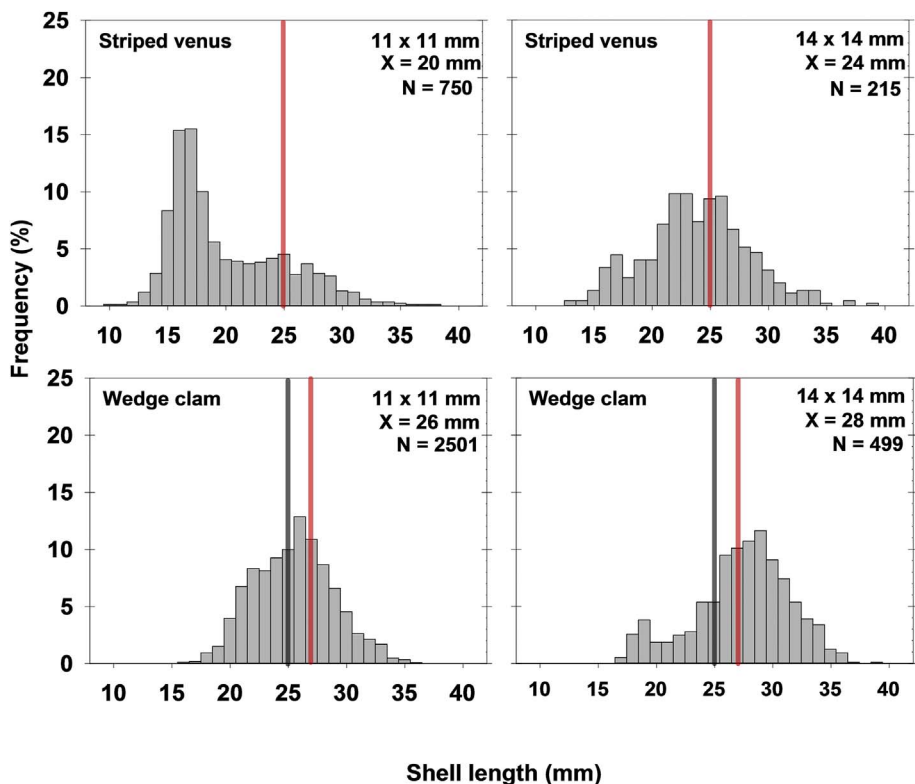 Striped venus
11 x 11 mm
X = 20 mm
N = 750
25
20
15
10
5
0
10 15 20 25 30 35 40
Striped venus
14 x 14 mm
X = 24 mm
N = 215
10 15 20 25 30 35 40
Frequency (%)
Wedge clam
11 x 11 mm
X = 26 mm
N = 2501
25
20
15
10
5
0
10 15 20 25 30 35 40
Wedge clam
14 x 14 mm
X = 28 mm
N = 499
10 15 20 25 30 35 40
Shell length (mm)